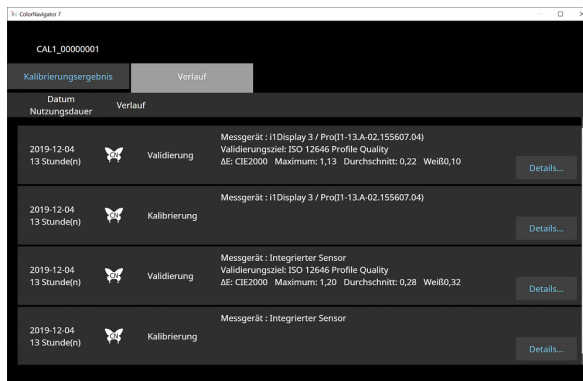 ColorNavigator 7
CAL1_00000001
Kalibrierungsergebnis
Verlauf
Datum
Nutzungsdauer
Verlauf
2019-12-04
13 Stunde(n)
CN
Validierung
Messgerät : i1Display 3 / Pro(I1-13.A-02.155607.04)
Validierungsziel: ISO 12646 Profile Quality
ΔE: CIE2000 Maximum: 1,13 Durchschnitt: 0,22 Weiß0,10
Details...
2019-12-04
13 Stunde(n)
CN
Kalibrierung
Messgerät : i1Display 3 / Pro(I1-13.A-02.155607.04)
Details...
2019-12-04
13 Stunde(n)
CN
Validierung
Messgerät : Integrierter Sensor
Validierungsziel: ISO 12646 Profile Quality
ΔE: CIE2000 Maximum: 1,20 Durchschnitt: 0,28 Weiß0,32
Details...
2019-12-04
13 Stunde(n)
CN
Kalibrierung
Messgerät : Integrierter Sensor
Details...